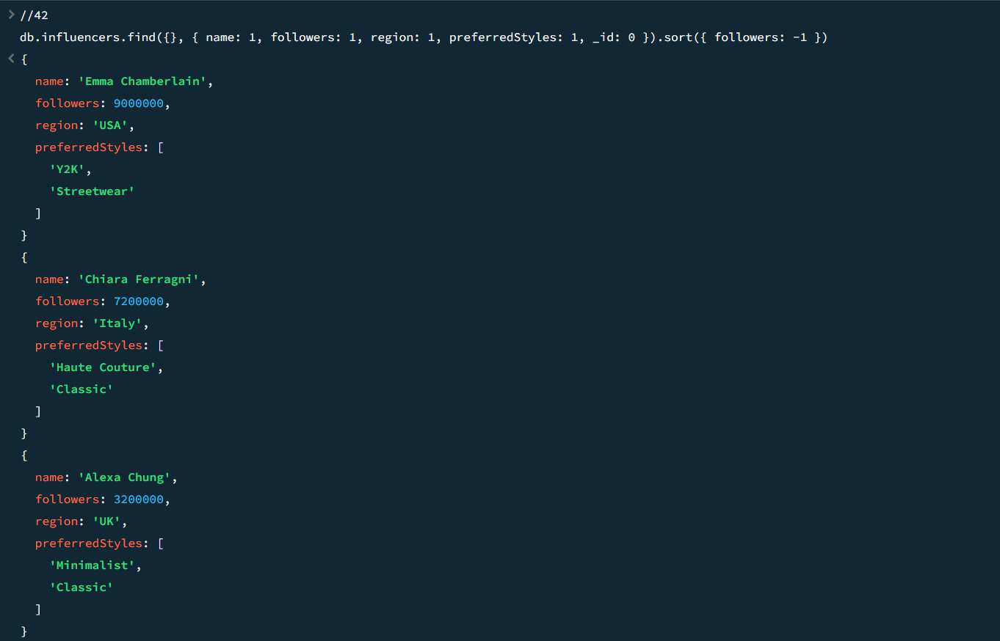 > //42
db.influencers.find({}, { name: 1, followers: 1, region: 1, preferredStyles: 1, _id: 0 }).sort({ followers: -1 })
< {
name: 'Emma Chamberlain',
followers: 9000000,
region: 'USA',
preferredStyles: [
'Y2K',
'Streetwear'
]
}
{
name: 'Chiara Ferragni',
followers: 7200000,
region: 'Italy',
preferredStyles: [
'Haute Couture',
'Classic'
]
}
{
name: 'Alexa Chung',
followers: 3200000,
region: 'UK',
preferredStyles: [
'Minimalist',
'Classic'
]
}